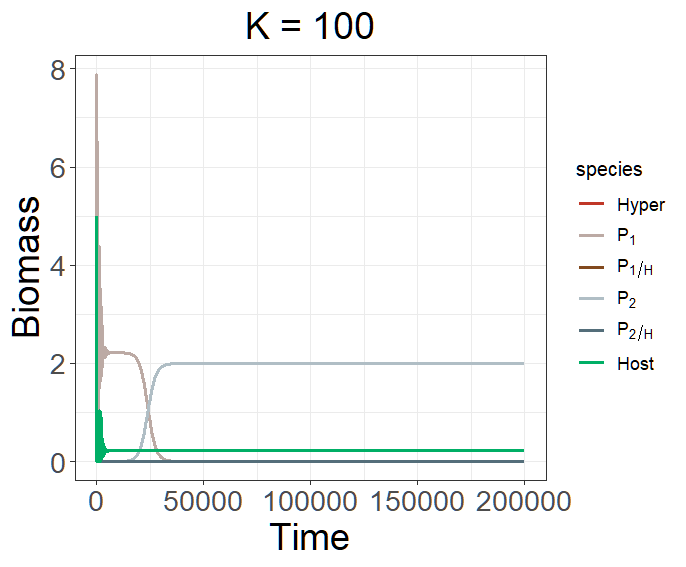 K = 100
Biomass
8
6
4
2
0
0 50000 100000 150000 200000
Time
species
Hyper
P₁
P₁/H
P₂
P₂/H
Host